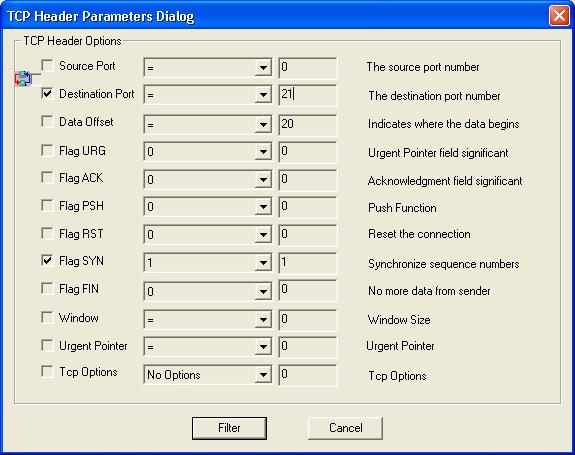 TCP Header Parameters Dialog
TCP Header Options
Source Port = 0 The source port number
Destination Port = 21 The destination port number
Data Offset = 20 Indicates where the data begins
Flag URG 0 0 Urgent Pointer field significant
Flag ACK 0 0 Acknowledgment field significant
Flag PSH 0 0 Push Function
Flag RST 0 0 Reset the connection
Flag SYN 1 1 Synchronize sequence numbers
Flag FIN 0 0 No more data from sender
Window = 0 Window Size
Urgent Pointer = 0 Urgent Pointer
Tcp Options No Options 0 Tcp Options
Filter Cancel